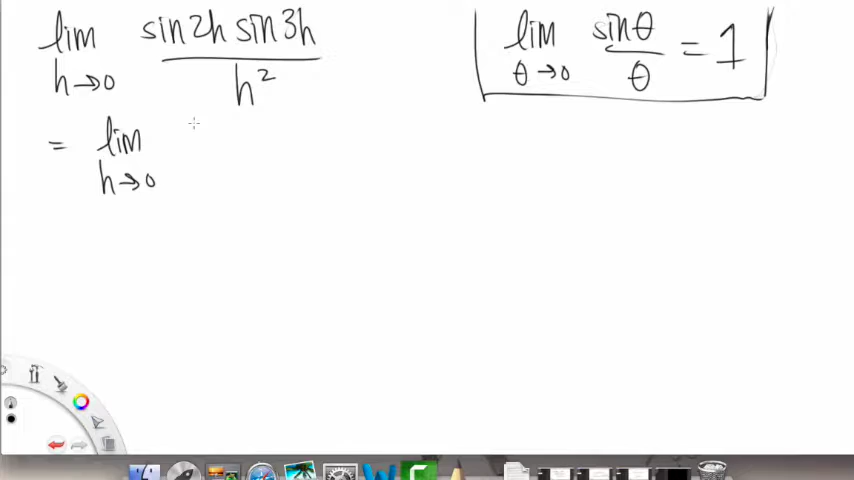 lim sin2h sin3h
h→0 h²
lim sinθ = 1
θ→0 θ
= lim
h→0